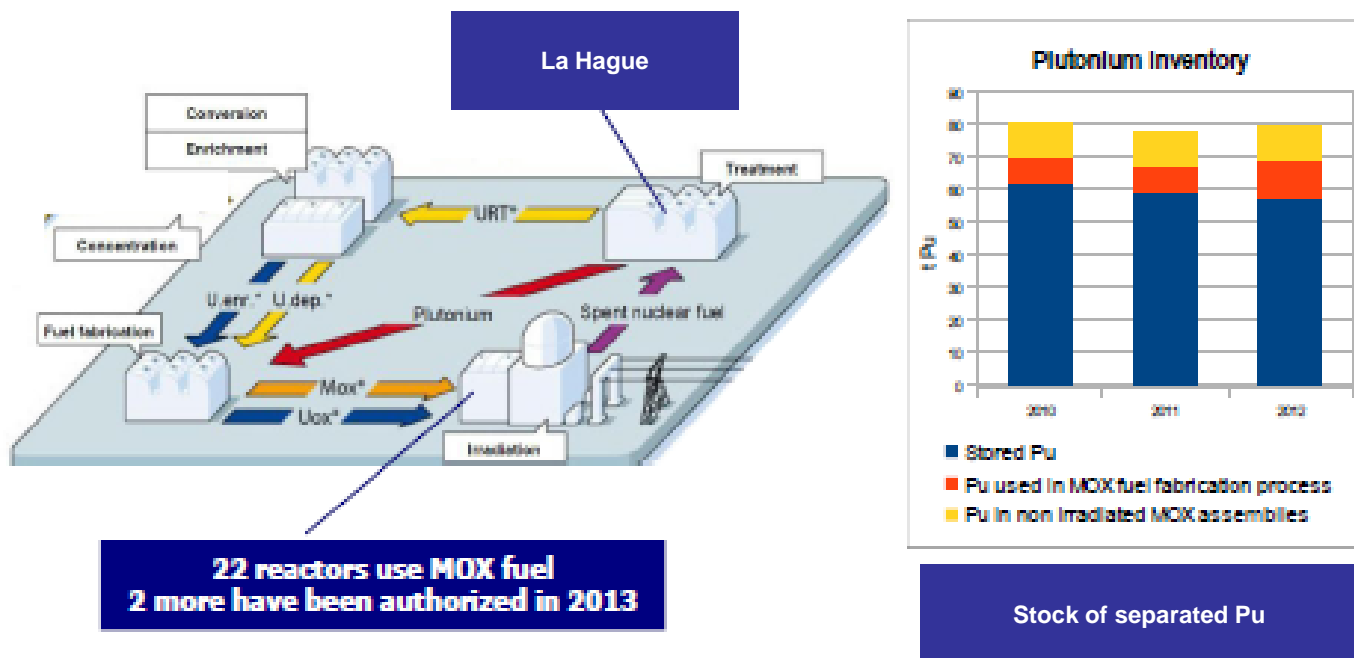 La Hague
Conversion
Enrichment
Treatment
URT*
Concentration
U.enr.* U.dep.*
Plutonium
Spent nuclear fuel
Fuel fabrication
Mox*
Uox*
Irradiation
22 reactors use MOX fuel
2 more have been authorized in 2013
Plutonium Inventory
90
80
70
60
50
40
30
20
10
0
t Pu
2010
2011
2012
Stored Pu
Pu used in MOX fuel fabrication process
Pu in non irradiated MOX assemblies
Stock of separated Pu